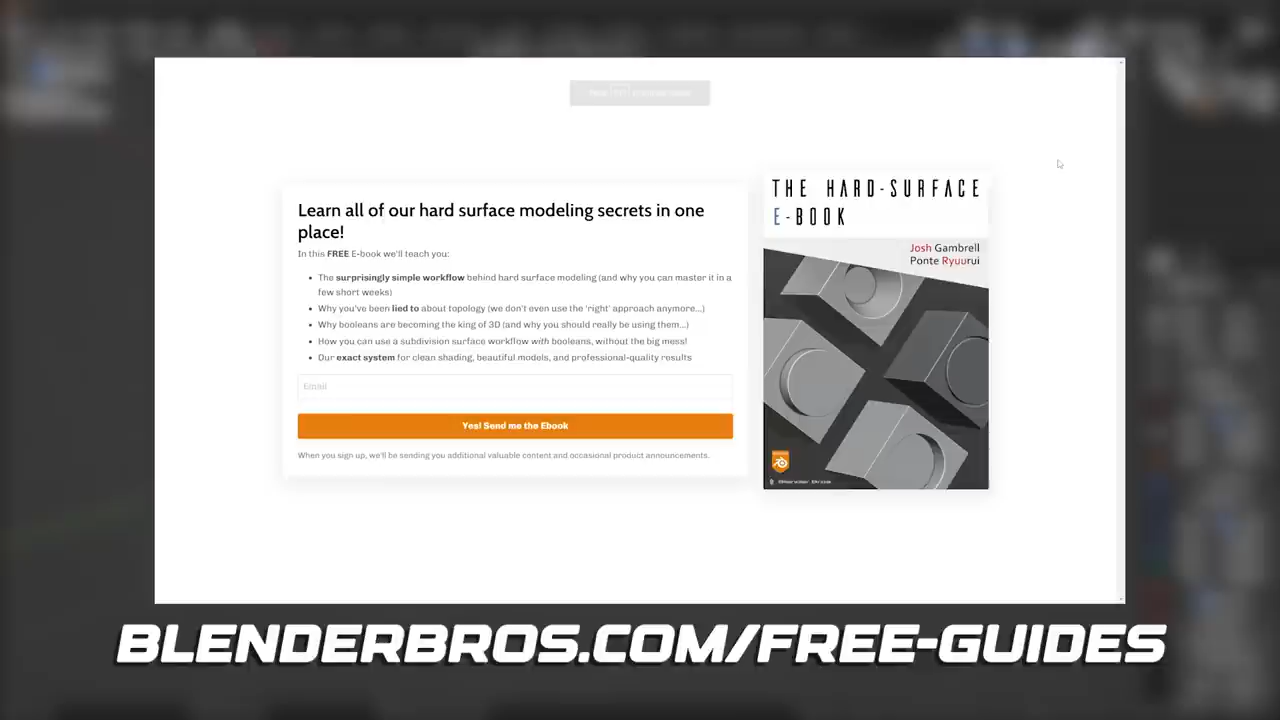 Learn all of our hard surface modeling secrets in one
place!
In this FREE E-book we'll teach you:
• The surprisingly simple workflow behind hard surface modeling (and why you can master it in a
few short weeks)
• Why you've been lied to about topology (we don't even use the 'right' approach anymore...)
• Why booleans are becoming the king of 3D (and why you should really be using them...)
• How you can use a subdivision surface workflow with booleans, without the big mess!
• Our exact system for clean shading, beautiful models, and professional-quality results
Email
Yes! Send me the Ebook
When you sign up, we'll be sending you additional valuable content and occasional product announcements.
THE HARD-SURFACE
E-BOOK
Josh Gambrell
Ponte Ryuurui
BLENDERBROS.COM/FREE-GUIDES